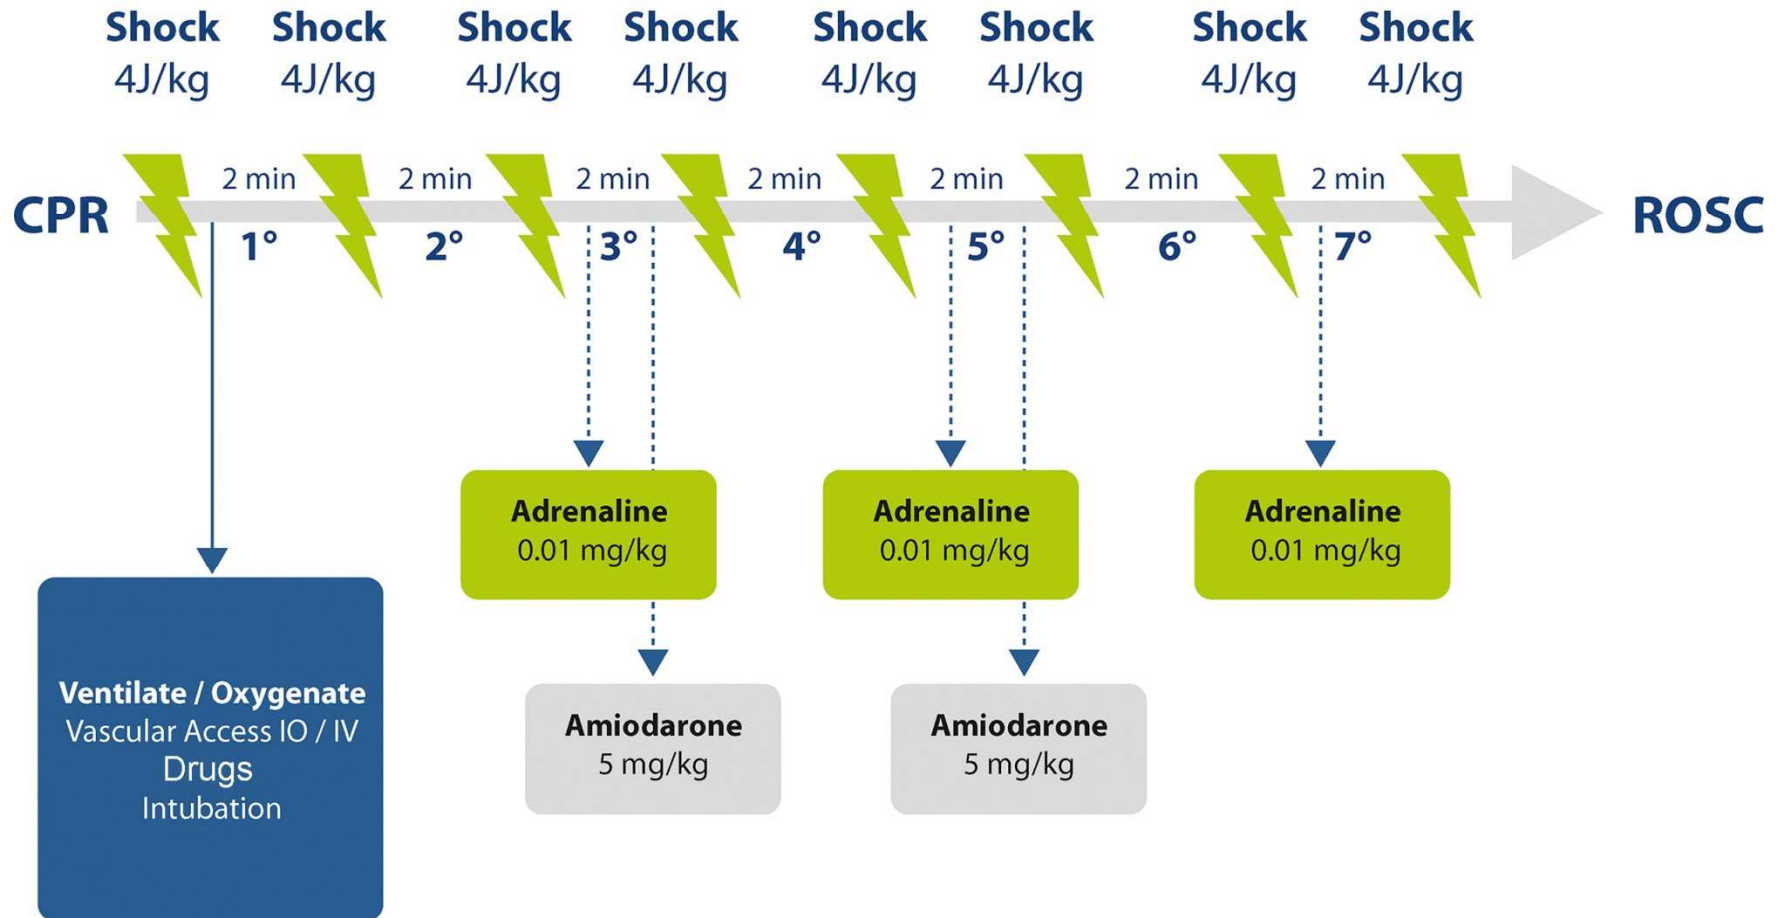 Shock Shock Shock Shock Shock Shock Shock Shock
4J/kg 4J/kg 4J/kg 4J/kg 4J/kg 4J/kg 4J/kg 4J/kg
2 min 2 min 2 min 2 min 2 min 2 min 2 min
CPR ROSC
1° 2° 3° 4° 5° 6° 7°
Adrenaline Adrenaline Adrenaline
0.01 mg/kg 0.01 mg/kg 0.01 mg/kg
Ventilate / Oxygenate
Vascular Access IO / IV
Drugs
Intubation
Amiodarone Amiodarone
5 mg/kg 5 mg/kg